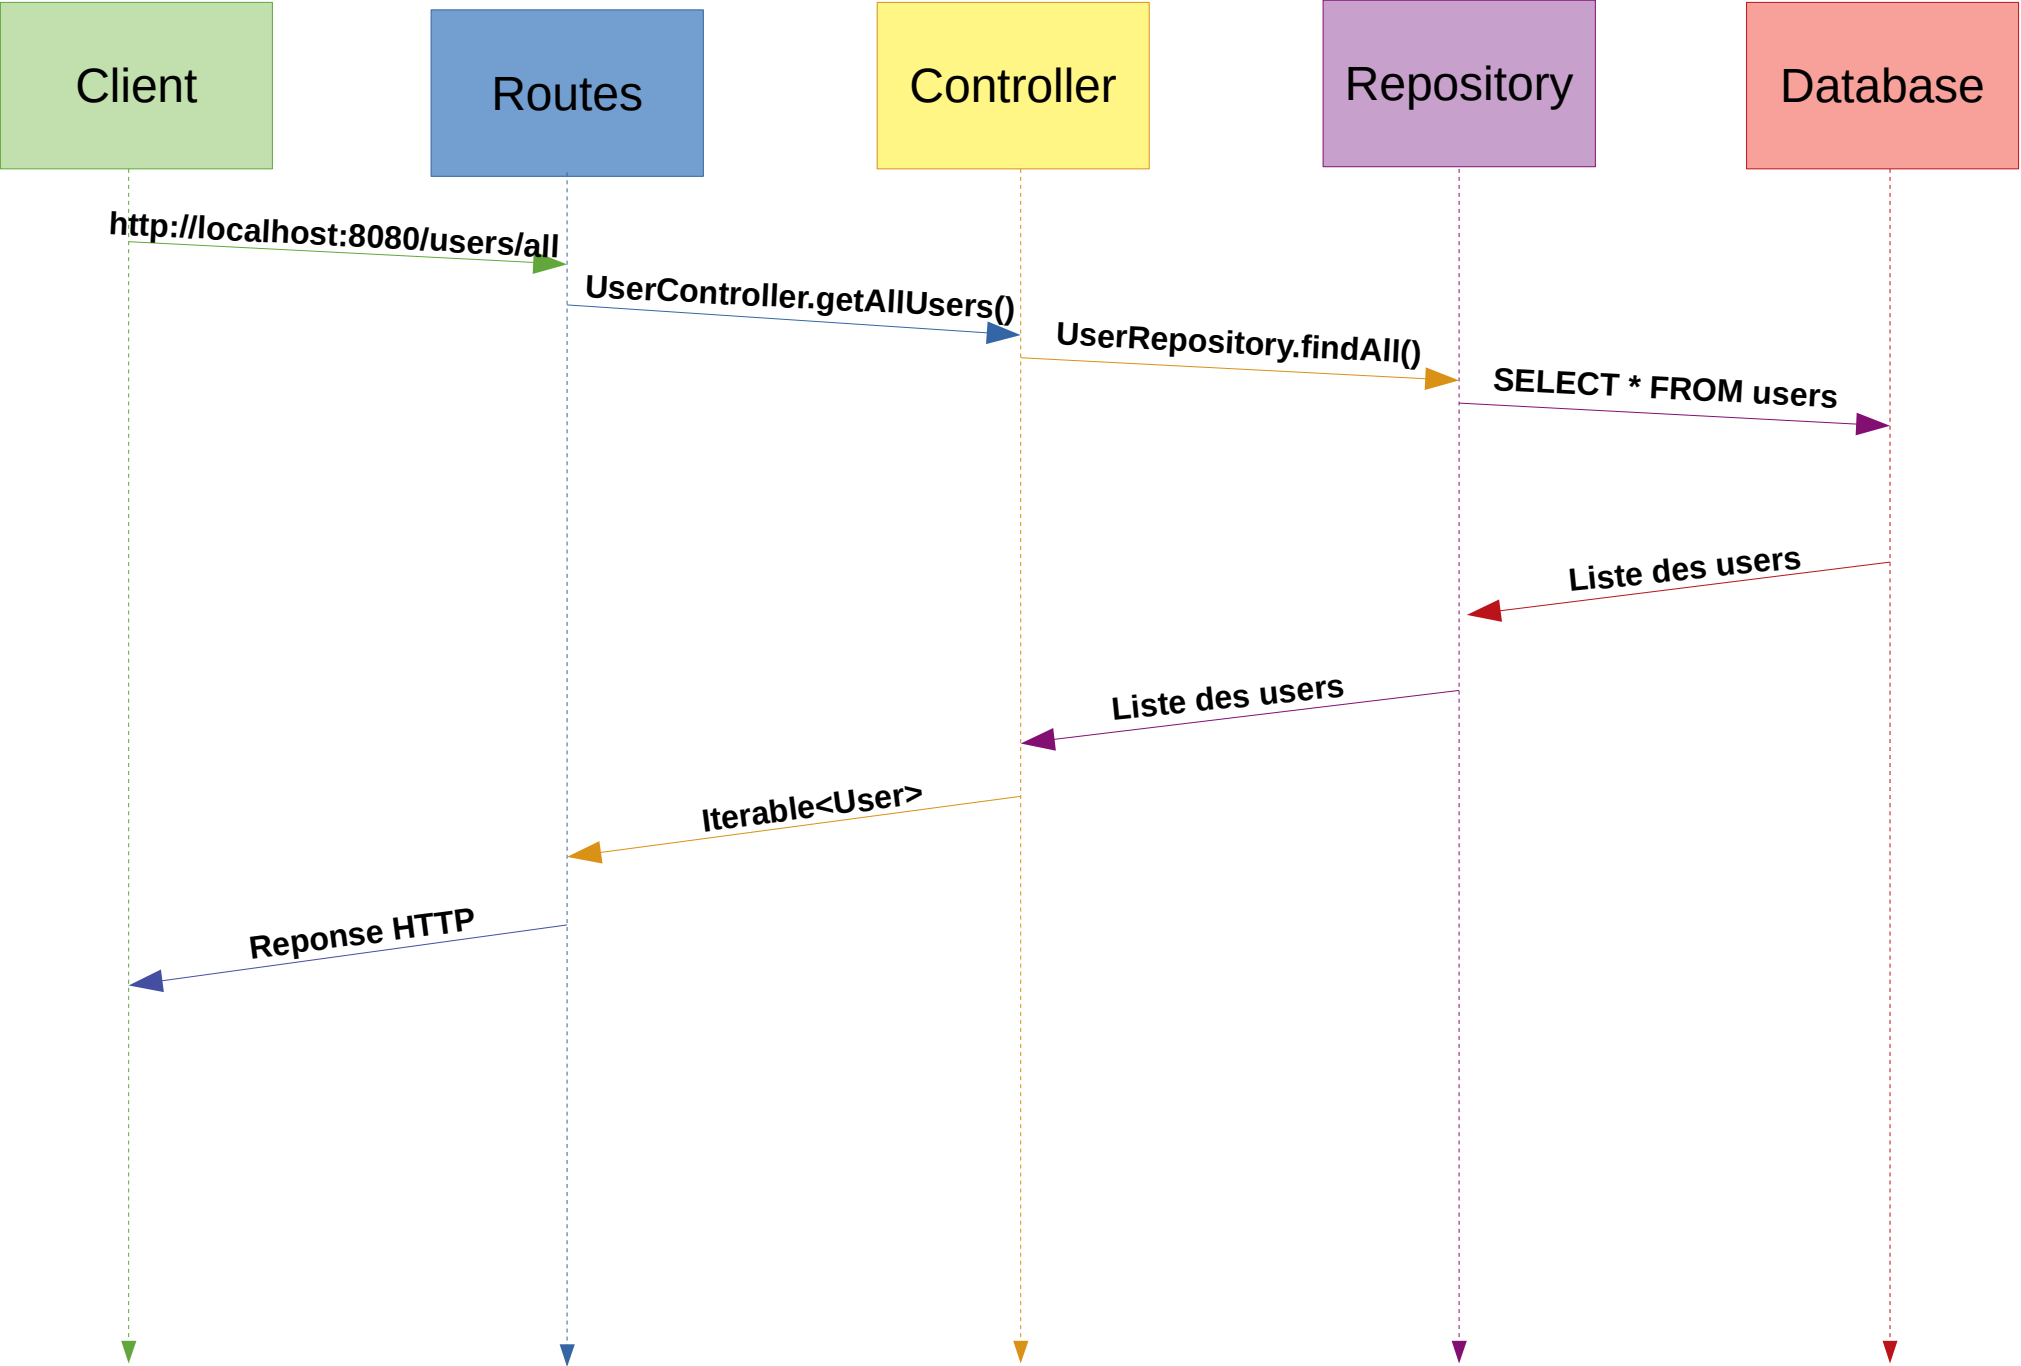 Client
Routes
Controller
Repository
Database
http://localhost:8080/users/all
UserController.getAllUsers()
UserRepository.findAll()
SELECT * FROM users
Liste des users
Liste des users
Iterable<User>
Reponse HTTP